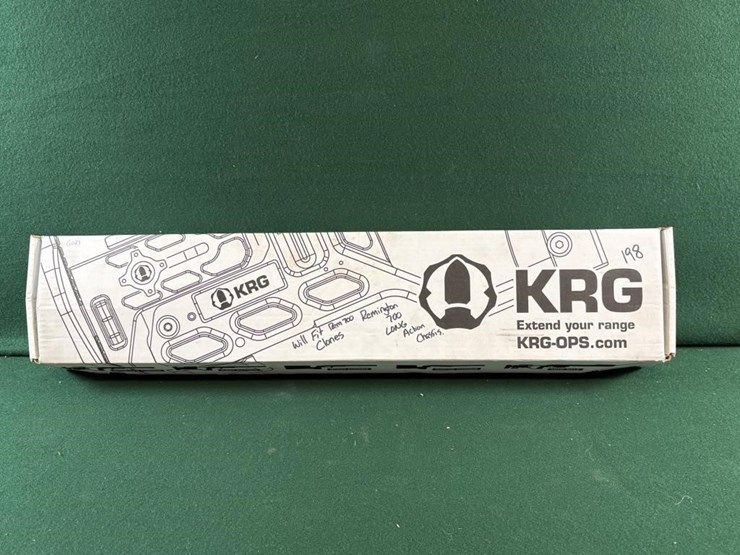 KRG
Will Fit Rem 700
Clones
Remington
700
LONG
Action
Chassis.
KRG
198
Extend your range
KRG-OPS.com